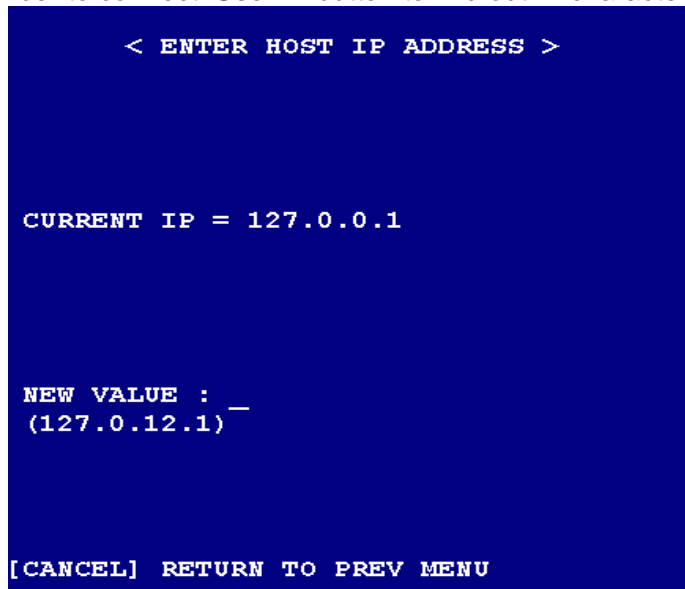 < ENTER HOST IP ADDRESS >
CURRENT IP = 127.0.0.1
NEW VALUE : _
(127.0.12.1)
[CANCEL] RETURN TO PREV MENU